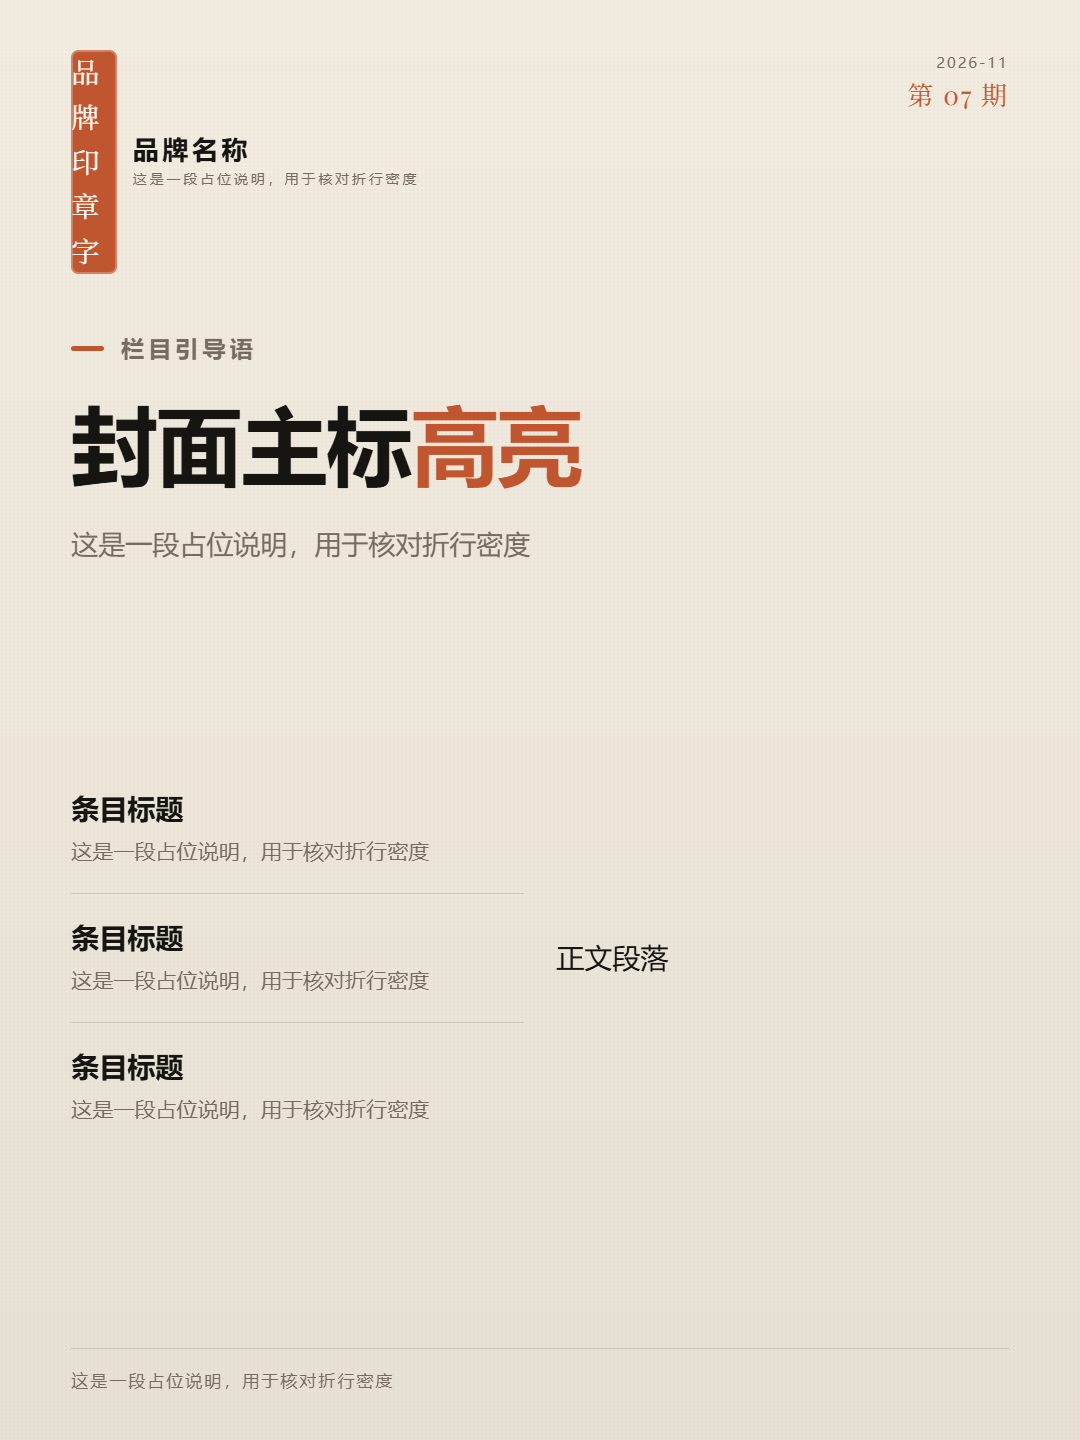 品牌印章字
品牌名称
这是一段占位说明，用于核对折行密度
2026-11
第 07 期
栏目引导语
封面主标高亮
这是一段占位说明，用于核对折行密度
条目标题
这是一段占位说明，用于核对折行密度
条目标题
这是一段占位说明，用于核对折行密度
条目标题
这是一段占位说明，用于核对折行密度
正文段落
这是一段占位说明，用于核对折行密度